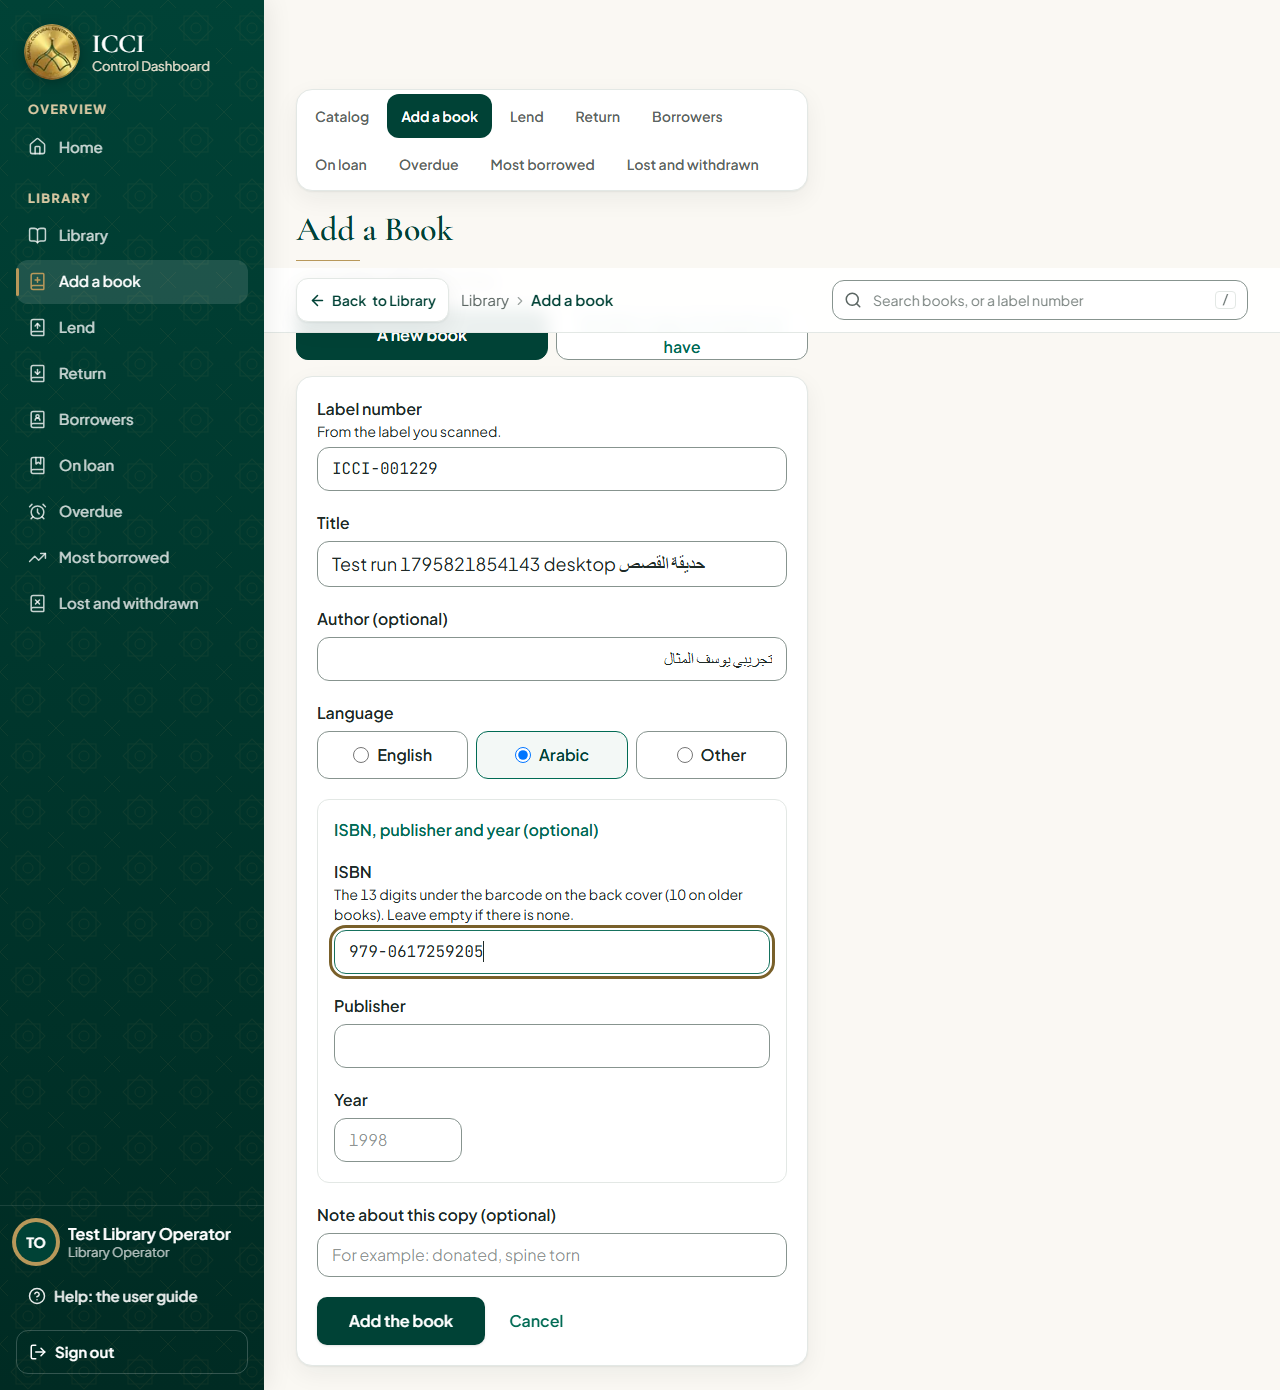 ICCI
Control Dashboard
OVERVIEW
Home
LIBRARY
Library
Add a book
Lend
Return
Borrowers
On loan
Overdue
Most borrowed
Lost and withdrawn
Test Library Operator
TO
Library Operator
Help: the user guide
Sign out
Catalog Add a book Lend Return Borrowers
On loan Overdue Most borrowed Lost and withdrawn
Add a Book
Back to Library Library Add a book Search books, or a label number /
A new book
have
Label number
From the label you scanned.
ICCI-001229
Title
Test run 1795821854143 desktop حديقة القصص
Author (optional)
تجريبي يوسف المثال
Language
English Arabic Other
ISBN, publisher and year (optional)
ISBN
The 13 digits under the barcode on the back cover (10 on older
books). Leave empty if there is none.
979-0617259205
Publisher
Year
1998
Note about this copy (optional)
For example: donated, spine torn
Add the book Cancel